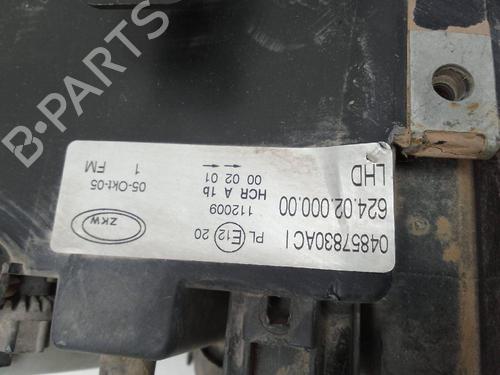 04857830AC I
624.02.000.00
LHD
PL E12 20
112009
HCR A 1b
00 02 01
ZKW
05-Okt-05
1 FM
B-PARTS